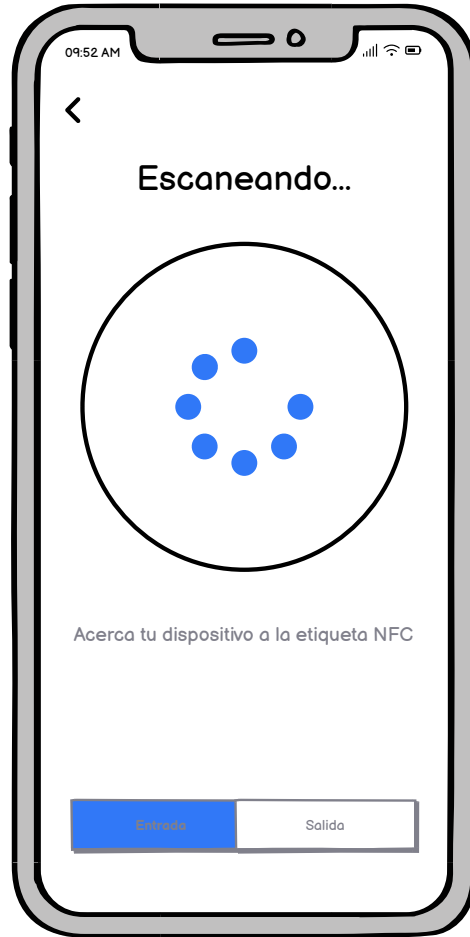 09:52 AM
Escaneando...
Acerca tu dispositivo a la etiqueta NFC
Entrada
Salida